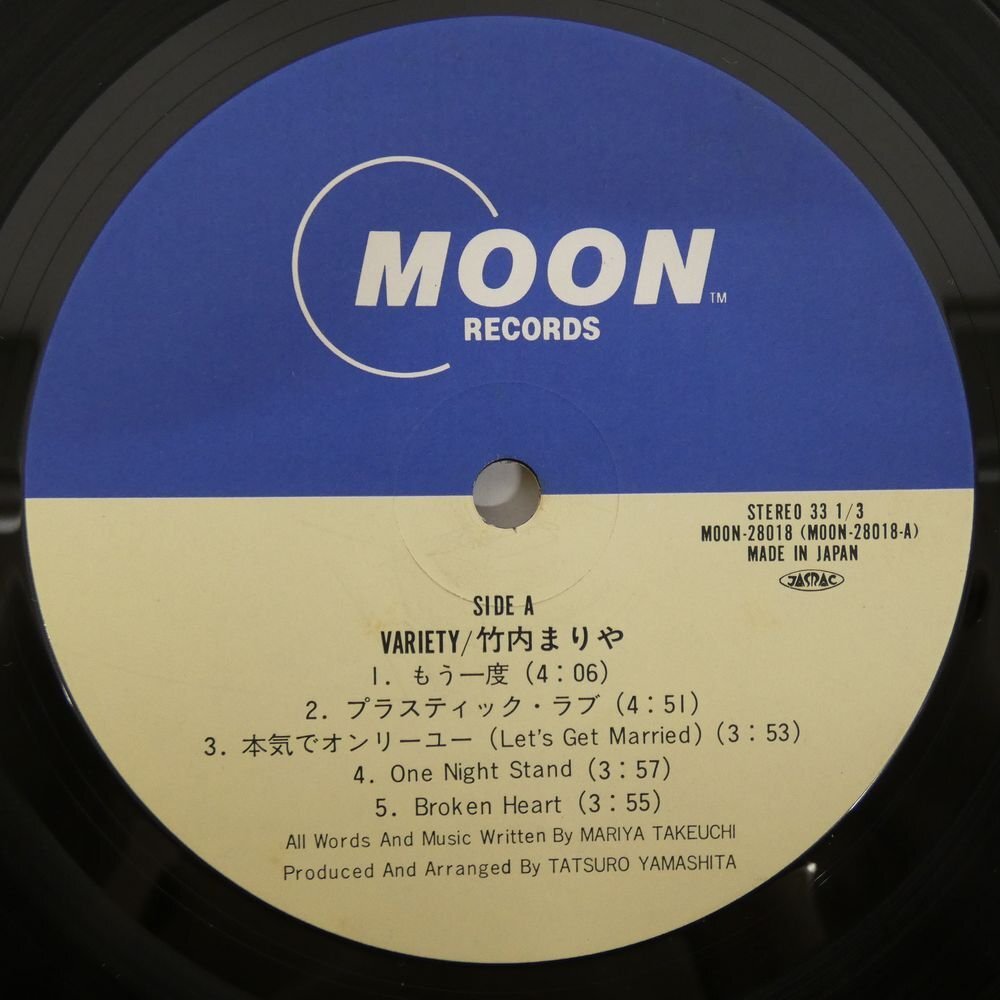 MOON™
RECORDS
STEREO 33 1/3
MOON-28018 (MOON-28018-A)
MADE IN JAPAN
JASRAC
SIDE A
VARIETY/竹内まりや
1. もう一度 (4:06)
2. プラスティック・ラブ (4:51)
3. 本気でオンリーユー (Let's Get Married) (3:53)
4. One Night Stand (3:57)
5. Broken Heart (3:55)
All Words And Music Written By MARIYA TAKEUCHI
Produced And Arranged By TATSURO YAMASHITA